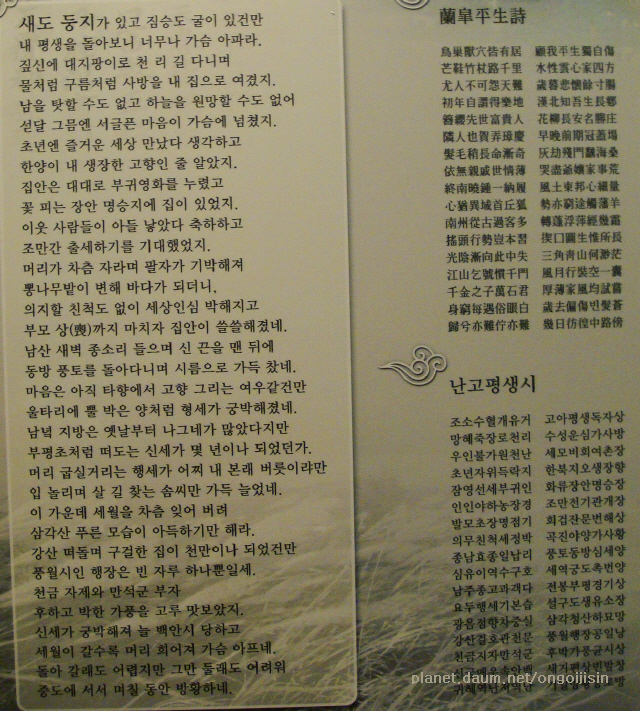 새도 둥지가 있고 짐승도 굴이 있건만
내 평생을 돌아보니 너무나 가슴 아파라.
짚신에 대지팡이로 천 리 길 다니며
물처럼 구름처럼 사방을 내 집으로 여겼지.
남을 탓할 수도 없고 하늘을 원망할 수도 없어
섣달 그믐엔 서글픈 마음이 가슴에 넘쳤지.
초년엔 즐거운 세상 만났다 생각하고
한양이 내 생장한 고향인 줄 알았지.
집안은 대대로 부귀영화를 누렸고
꽃 피는 장안 명승지에 집이 있었지.
이웃 사람들이 아들 낳았다 축하하고
조만간 출세하기를 기대했었지.
머리가 차츰 자라며 팔자가 기박해져
뽕나무밭이 변해 바다가 되더니,
의지할 친척도 없이 세상인심 박해지고
부모 상(喪)까지 마치자 집안이 쓸쓸해졌네.
남산 새벽 종소리 들으며 신 끈을 맨 뒤에
동방 풍토를 돌아다니며 시름으로 가득 찼네.
마음은 아직 타향에서 고향 그리는 여우같건만
울타리에 뿔 박은 양처럼 형세가 궁박해졌네.
남녘 지방은 옛날부터 나그네가 많았다지만
부평초처럼 떠도는 신세가 몇 년이나 되었던가.
머리 굽실거리는 행세가 어찌 내 본래 버릇이랴만
입 놀리며 살 길 찾는 솜씨만 가득 늘었네.
이 가운데 세월을 차츰 잊어 버려
삼각산 푸른 모습이 아득하기만 해라.
강산 떠돌며 구걸한 집이 천만이나 되었건만
풍월시인 행장은 빈 자루 하나뿐일세.
천금 자제와 만석군 부자
후하고 박한 가풍을 고루 맛보았지.
신세가 궁박해져 늘 백안시 당하고
세월이 갈수록 머리 희어져 가슴 아프네.
돌아 갈래도 어렵지만 그만 둘래도 어려워
중도에 서서 며칠 동안 방황하네.
蘭皐平生詩
鳥巢獸穴皆有居 顧我平生獨自傷
芒鞋竹杖路千里 水性雲心家四方
尤人不可怨天難 歲暮悲懷餘寸腸
初年自謂得樂地 漢北知吾生長鄕
簪纓先世富貴人 花柳長安名勝庄
隣人也賀弄璋慶 早晚前期冠蓋場
髮毛稍長命漸奇 灰劫殘門飜海桑
依無親戚世情薄 哭盡爺孃家事荒
終南曉鍾一納履 風土東邦心細量
心猶異域首丘狐 勢亦窮途觸藩羊
南州從古過客多 轉蓬浮萍經幾霜
搖頭行勢豈本習 揳口圖生惟所長
光陰漸向此中失 三角靑山何渺茫
江山乞號慣千門 風月行裝空一囊
千金之子萬石君 厚薄家風均試嘗
身窮每遇俗眼白 歲去偏傷鬢髮蒼
歸兮亦難佇亦難 幾日彷徨中路傍
난고평생시
조소수혈개유거 고아평생독자상
망혜죽장로천리 수성운심가사방
우인불가원천난 세모비회여촌장
초년자위득락지 한북지오생장향
잠영선세부귀인 화류장안명승장
인인야하농장경 조만전기관개장
발모초장명점기 회겁잔문번해상
의무친척세정박 곡진야양가사황
종남효종일납리 풍토동방심세양
심유이역수구호 세역궁도촉번양
남주종고과객다 전봉부평경기상
요두행세기본습 설구도생유소장
광음점향차중실 삼각청산하묘망
강산걸호관천문 풍월행장공일낭
천금지자만석군 후박가풍균시상
planet.daum.net/ongojiisin